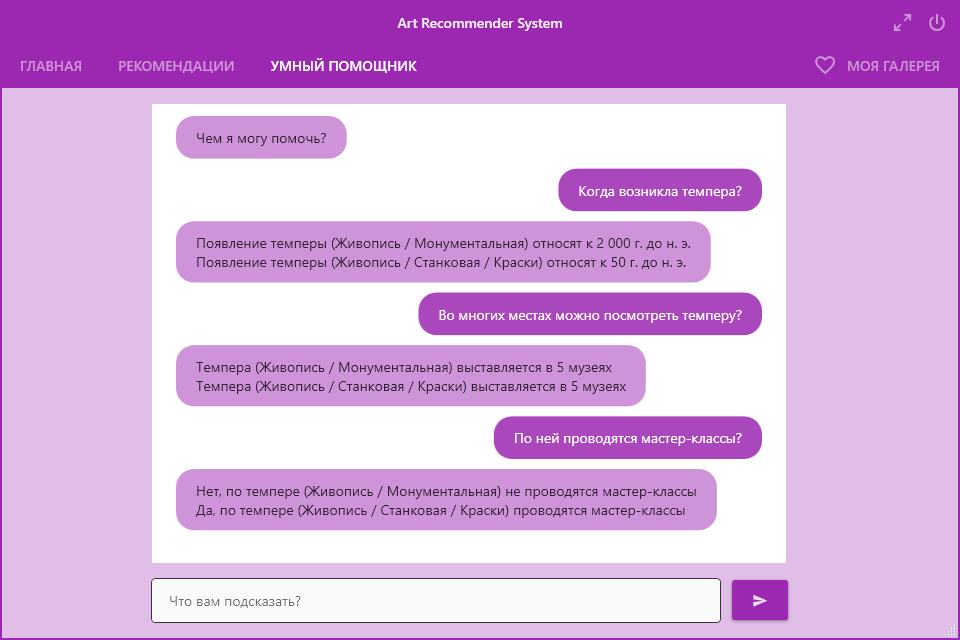 Art Recommender System
ГЛАВНАЯ
РЕКОМЕНДАЦИИ
УМНЫЙ ПОМОЩНИК
МОЯ ГАЛЕРЕЯ
Чем я могу помочь?
Когда возникла темпера?
Появление темперы (Живопись / Монументальная) относят к 2 000 г. до н. э.
Появление темперы (Живопись / Станковая / Краски) относят к 50 г. до н. э.
Во многих местах можно посмотреть темперу?
Темпера (Живопись / Монументальная) выставляется в 5 музеях
Темпера (Живопись / Станковая / Краски) выставляется в 5 музеях
По ней проводятся мастер-классы?
Нет, по темпере (Живопись / Монументальная) не проводятся мастер-классы
Да, по темпере (Живопись / Станковая / Краски) проводятся мастер-классы
Что вам подсказать?